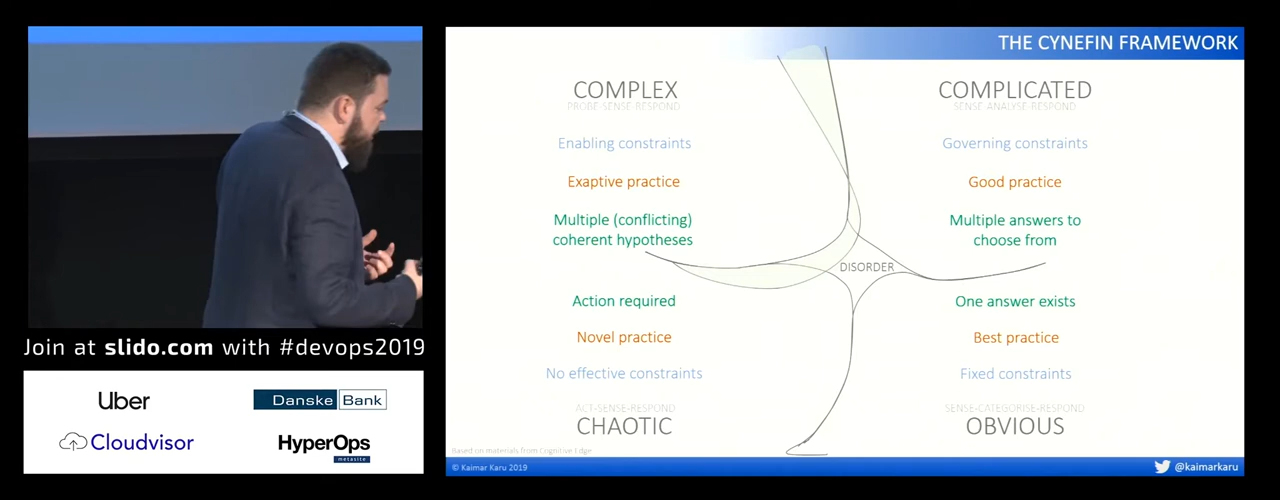 THE CYNEFIN FRAMEWORK
COMPLEX
PROBE-SENSE-RESPOND
Enabling constraints
Exaptive practice
Multiple (conflicting)
coherent hypotheses
COMPLICATED
SENSE-ANALYSE-RESPOND
Governing constraints
Good practice
Multiple answers to
choose from
DISORDER
Action required
Novel practice
No effective constraints
ACT-SENSE-RESPOND
CHAOTIC
One answer exists
Best practice
Fixed constraints
SENSE-CATEGORISE-RESPOND
OBVIOUS
Based on materials from Cognitive Edge
© Kaimar Karu 2019
@kaimarkaru
Join at slido.com with #devops2019
Uber
Danske Bank
Cloudvisor
HyperOps
metasite